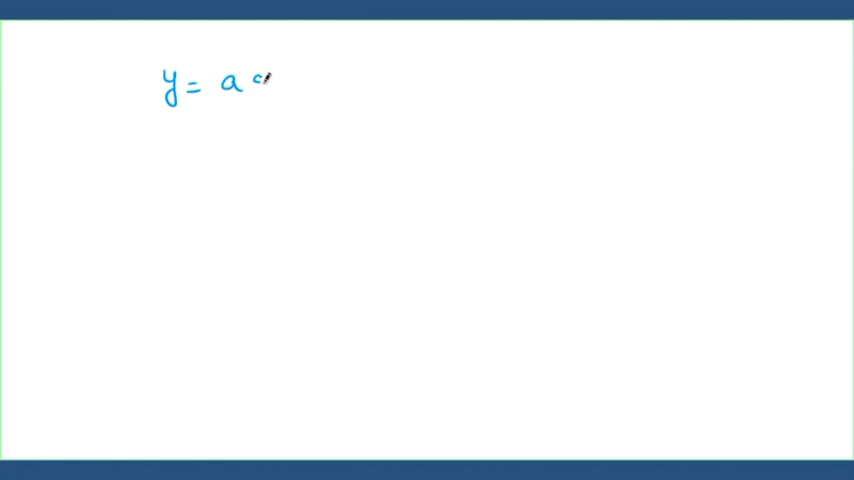 y = a